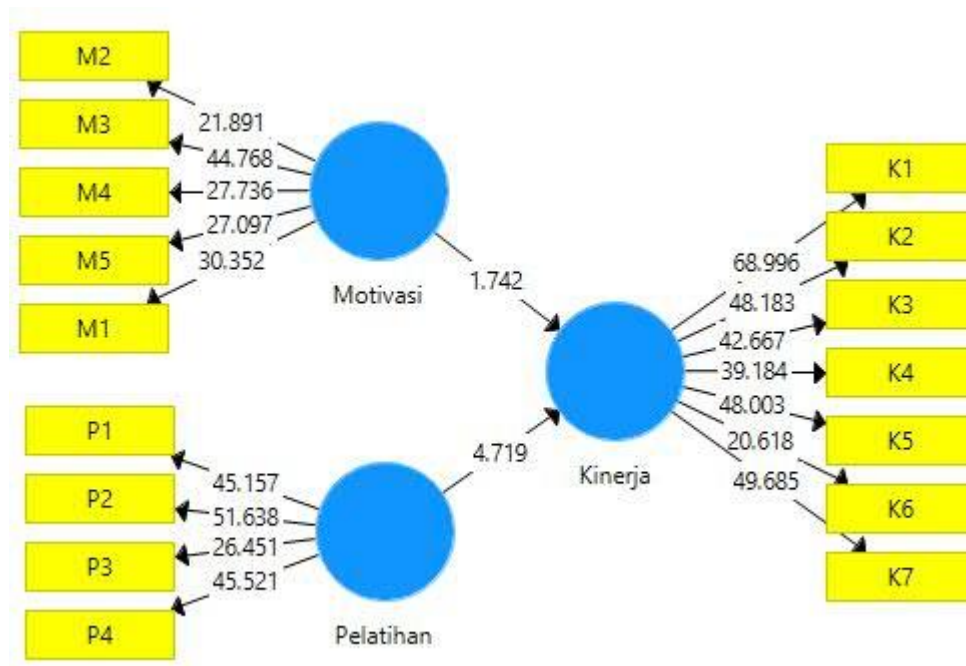 M2
M3
M4
M5
M1
21.891
44.768
27.736
27.097
30.352
Motivasi
1.742
P1
P2
P3
P4
45.157
51.638
26.451
45.521
Pelatihan
4.719
Kinerja
68.996
48.183
42.667
39.184
48.003
20.618
49.685
K1
K2
K3
K4
K5
K6
K7